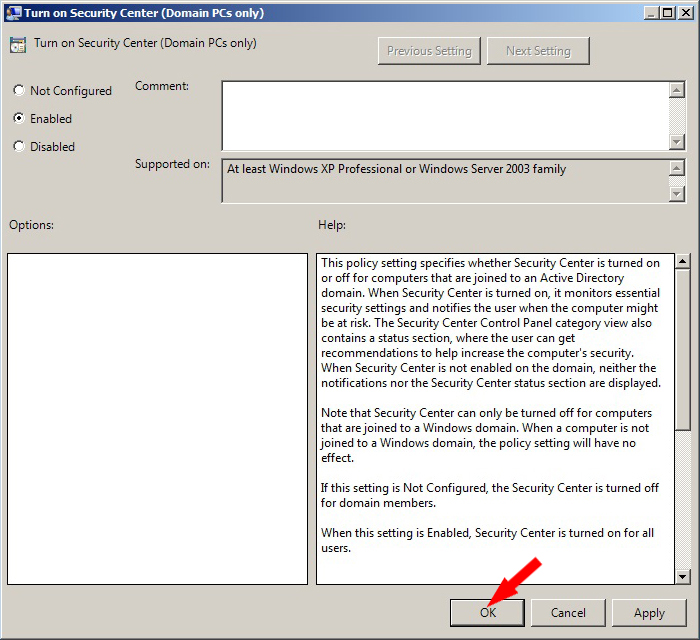 Turn on Security Center (Domain PCs only)
Turn on Security Center (Domain PCs only)
Previous Setting
Next Setting
Not Configured
Enabled
Disabled
Comment:
Supported on:
At least Windows XP Professional or Windows Server 2003 family
Options:
Help:
This policy setting specifies whether Security Center is turned on
or off for computers that are joined to an Active Directory
domain. When Security Center is turned on, it monitors essential
security settings and notifies the user when the computer might
be at risk. The Security Center Control Panel category view also
contains a status section, where the user can get
recommendations to help increase the computer's security.
When Security Center is not enabled on the domain, neither the
notifications nor the Security Center status section are displayed.
Note that Security Center can only be turned off for computers
that are joined to a Windows domain. When a computer is not
joined to a Windows domain, the policy setting will have no
effect.
If this setting is Not Configured, the Security Center is turned off
for domain members.
When this setting is Enabled, Security Center is turned on for all
users.
OK
Cancel
Apply